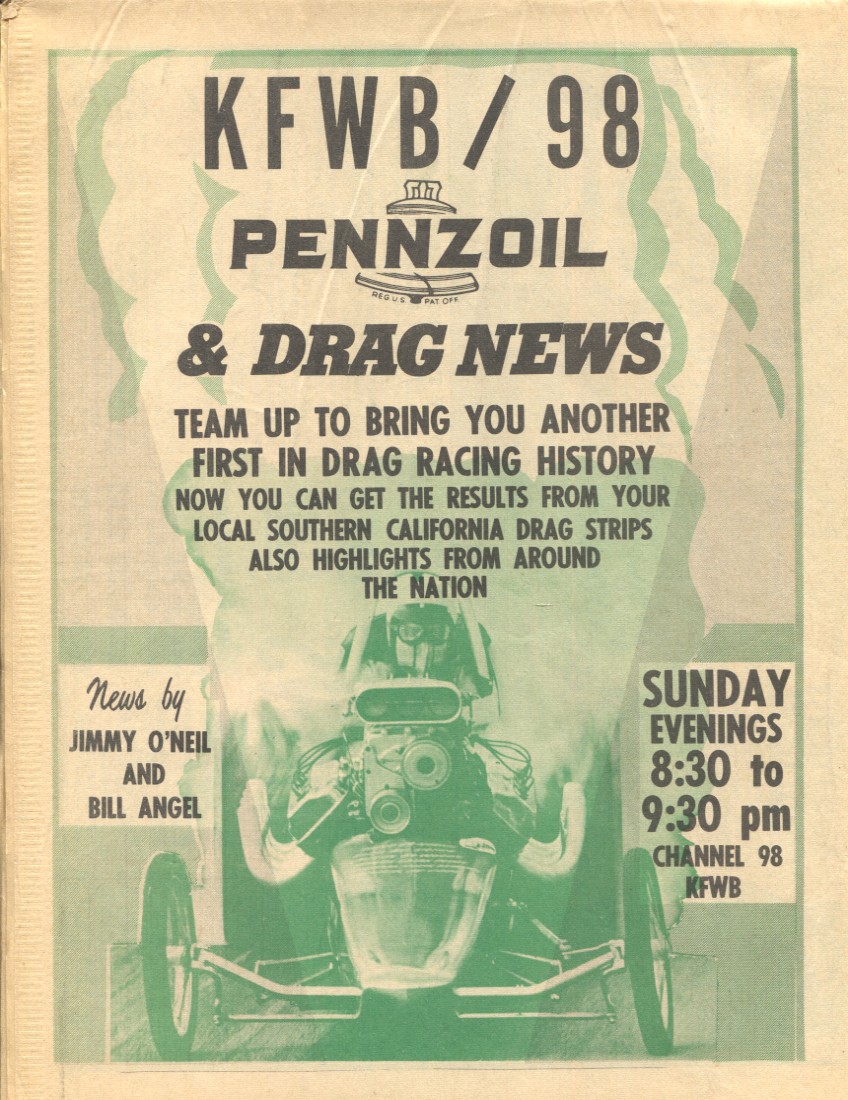 KFWB/98
PENNZOIL
REG.U.S. PAT.OFF.
& DRAG NEWS
TEAM UP TO BRING YOU ANOTHER
FIRST IN DRAG RACING HISTORY
NOW YOU CAN GET THE RESULTS FROM YOUR
LOCAL SOUTHERN CALIFORNIA DRAG STRIPS
ALSO HIGHLIGHTS FROM AROUND
THE NATION
News by
JIMMY O'NEIL
AND
BILL ANGEL
SUNDAY
EVENINGS
8:30 to
9:30 pm
CHANNEL 98
KFWB